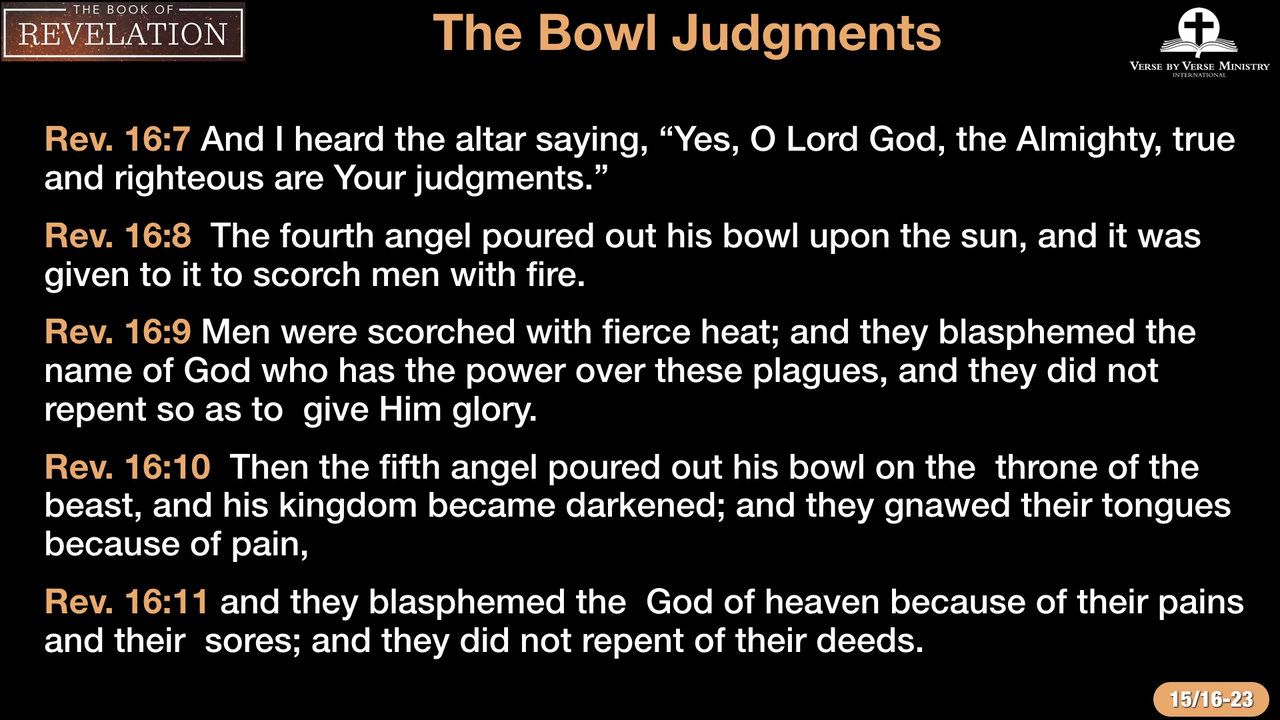 THE BOOK OF
REVELATION
The Bowl Judgments
VERSE BY VERSE MINISTRY
INTERNATIONAL
Rev. 16:7 And I heard the altar saying, “Yes, O Lord God, the Almighty, true
and righteous are Your judgments.”
Rev. 16:8  The fourth angel poured out his bowl upon the sun, and it was
given to it to scorch men with fire.
Rev. 16:9 Men were scorched with fierce heat; and they blasphemed the
name of God who has the power over these plagues, and they did not
repent so as to  give Him glory.
Rev. 16:10  Then the fifth angel poured out his bowl on the  throne of the
beast, and his kingdom became darkened; and they gnawed their tongues
because of pain,
Rev. 16:11 and they blasphemed the  God of heaven because of their pains
and their  sores; and they did not repent of their deeds.
15/16-23